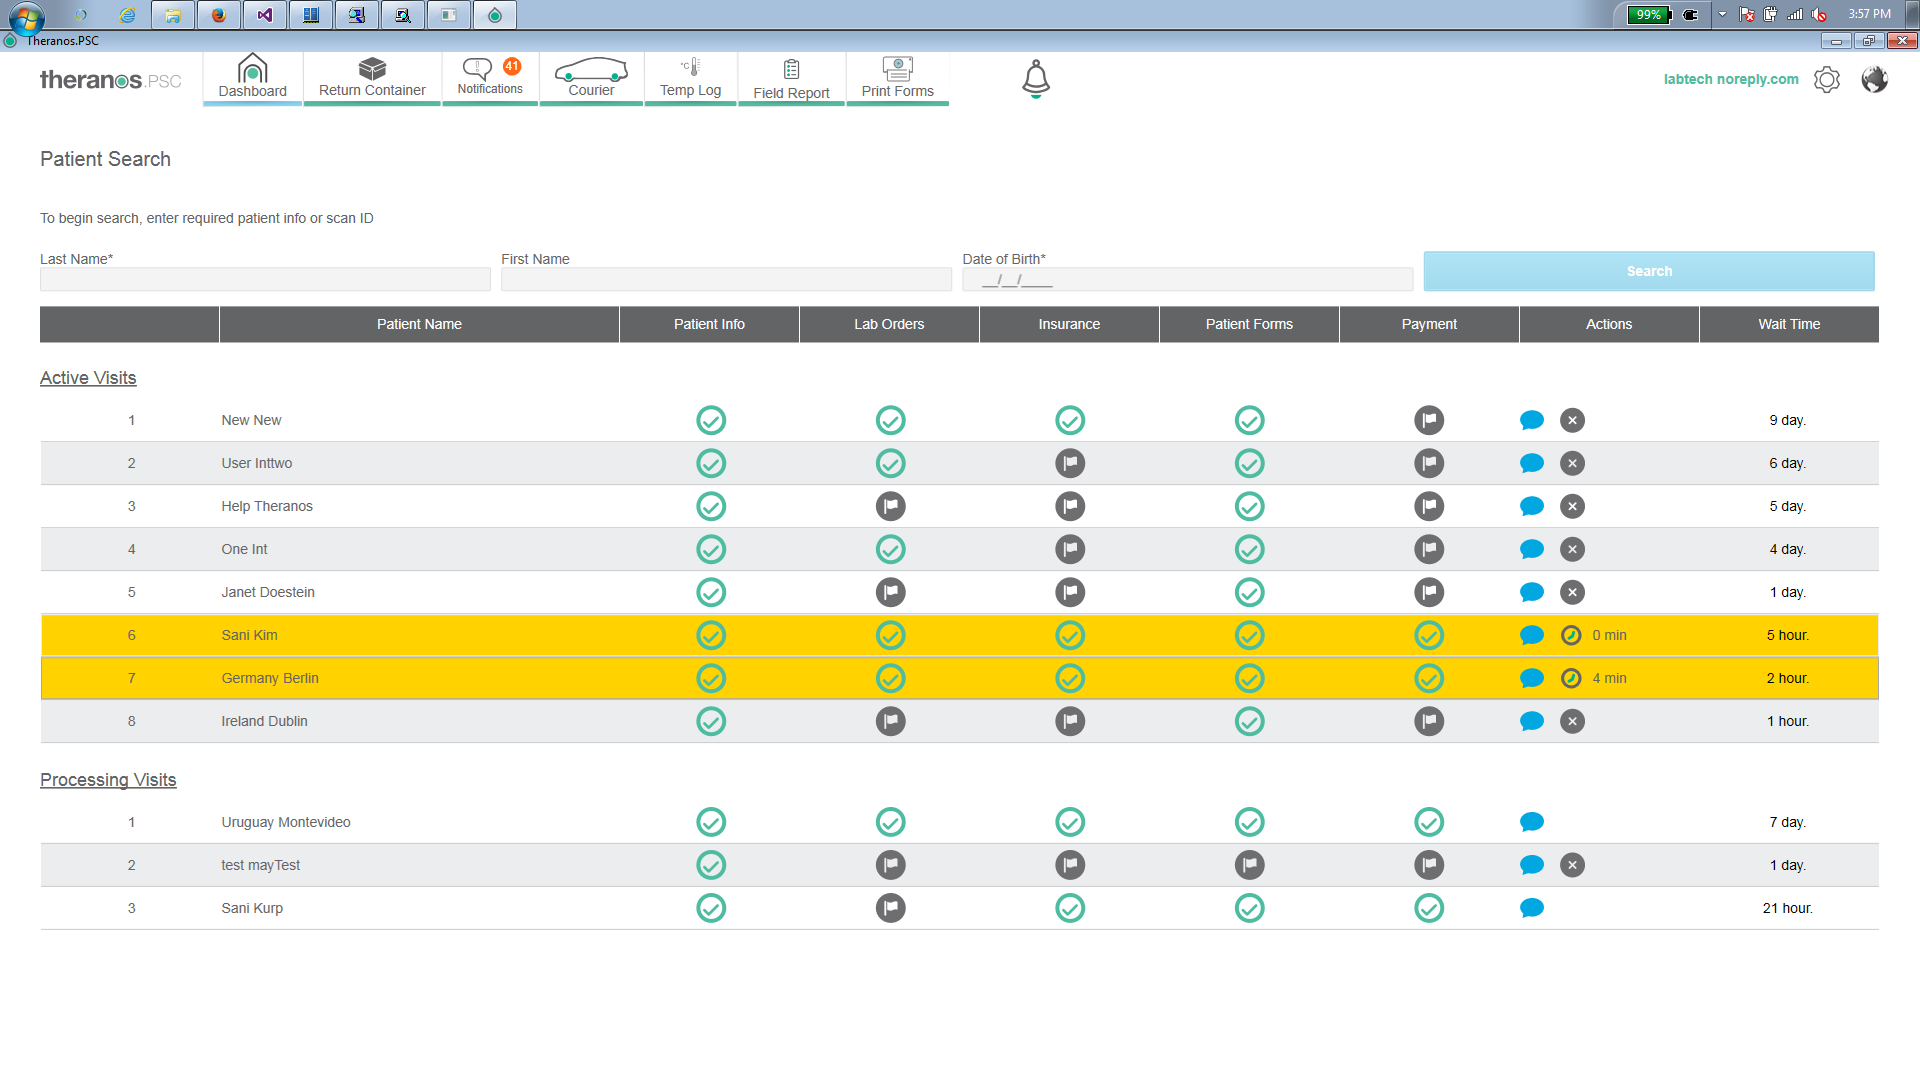 99%
3:57 PM
Theranos.PSC
theranos.PSC
Dashboard
Return Container
41
Notifications
Courier
°C
Temp Log
Field Report
Print Forms
labtech noreply.com
Patient Search
To begin search, enter required patient info or scan ID
Last Name* First Name Date of Birth*
__/__/____
Search
Patient Name Patient Info Lab Orders Insurance Patient Forms Payment Actions Wait Time
Active Visits
1 New New 9 day.
2 User Inttwo 6 day.
3 Help Theranos 5 day.
4 One Int 4 day.
5 Janet Doestein 1 day.
6 Sani Kim 0 min 5 hour.
7 Germany Berlin 4 min 2 hour.
8 Ireland Dublin 1 hour.
Processing Visits
1 Uruguay Montevideo 7 day.
2 test mayTest 1 day.
3 Sani Kurp 21 hour.